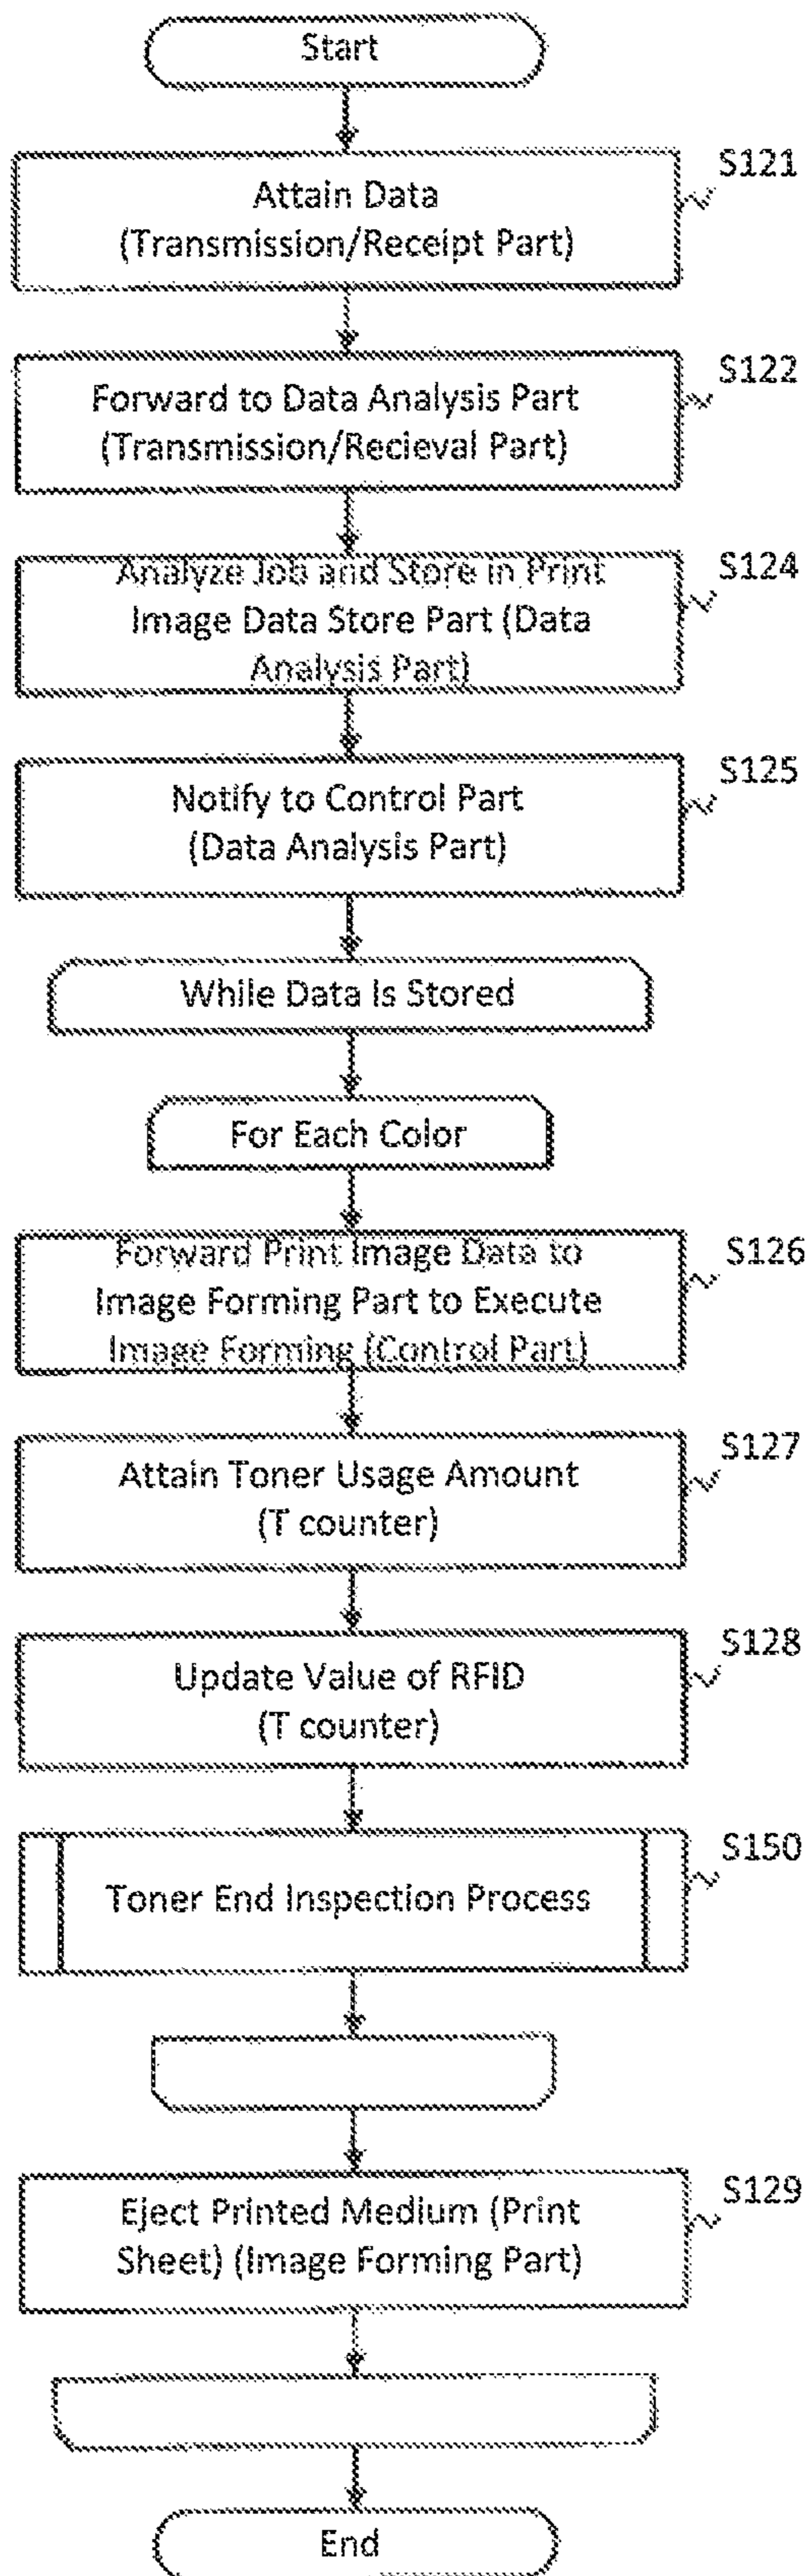 Start
S121
Attain Data
(Transmission/Receipt Part)
S122
Forward to Data Analysis Part
(Transmission/Recieval Part)
S124
Analyze Job and Store in Print
Image Data Store Part (Data
Analysis Part)
S125
Notify to Control Part
(Data Analysis Part)
While Data Is Stored
For Each Color
S126
Forward Print Image Data to
Image Forming Part to Execute
Image Forming (Control Part)
S127
Attain Toner Usage Amount
(T counter)
S128
Update Value of RFID
(T counter)
S150
Toner End Inspection Process
S129
Eject Printed Medium (Print
Sheet) (Image Forming Part)
End